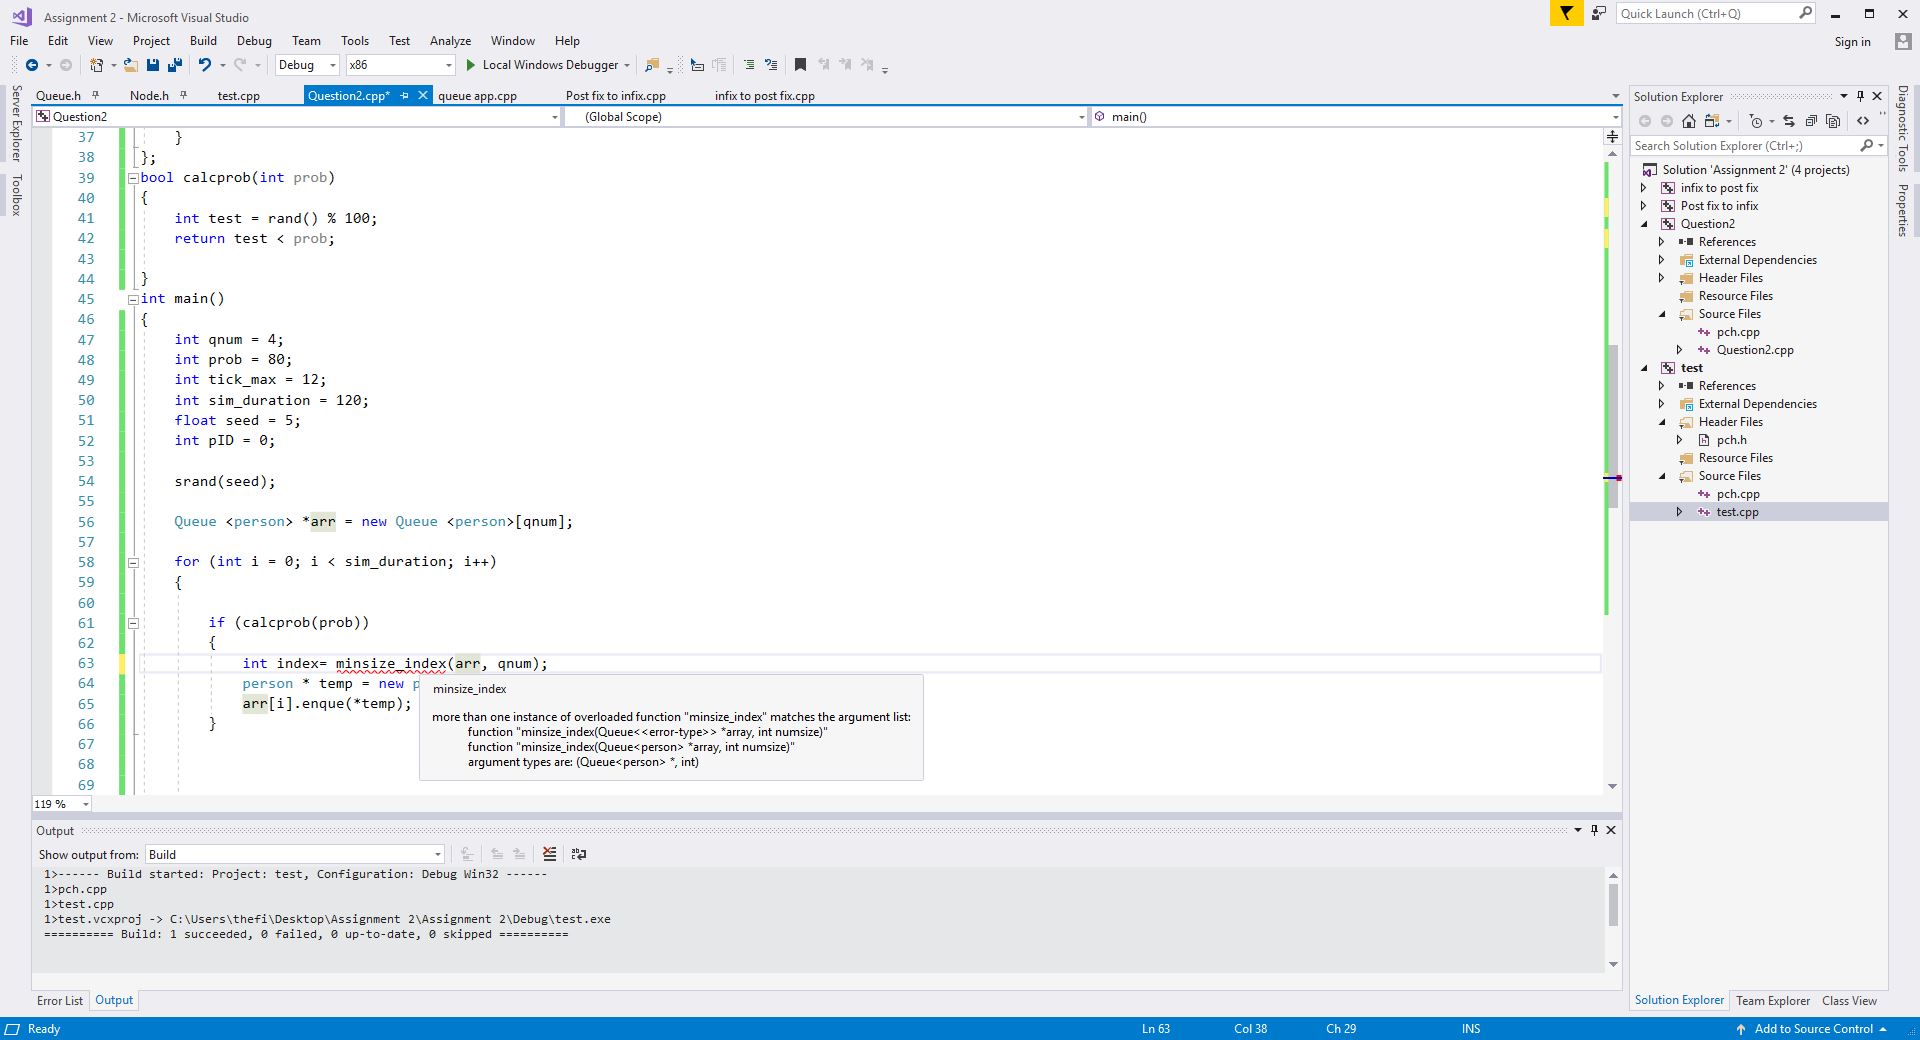 Assignment 2 - Microsoft Visual Studio
Quick Launch (Ctrl+Q)
File Edit View Project Build Debug Team Tools Test Analyze Window Help
Sign in
Debug x86 Local Windows Debugger
Server Explorer
Toolbox
Queue.h Node.h test.cpp Question2.cpp* queue app.cpp Post fix to infix.cpp infix to post fix.cpp
Question2 (Global Scope) main()
37 }
38 };
39 bool calcprob(int prob)
40 {
41 int test = rand() % 100;
42 return test < prob;
43
44 }
45 int main()
46 {
47 int qnum = 4;
48 int prob = 80;
49 int tick_max = 12;
50 int sim_duration = 120;
51 float seed = 5;
52 int pID = 0;
53
54 srand(seed);
55
56 Queue <person> *arr = new Queue <person>[qnum];
57
58 for (int i = 0; i < sim_duration; i++)
59 {
60
61 if (calcprob(prob))
62 {
63 int index= minsize_index(arr, qnum);
64 person * temp = new p
65 arr[i].enque(*temp);
66 }
67
68
69
minsize_index
more than one instance of overloaded function "minsize_index" matches the argument list:
function "minsize_index(Queue<<error-type>> *array, int numsize)"
function "minsize_index(Queue<person> *array, int numsize)"
argument types are: (Queue<person> *, int)
119 %
Output
Show output from: Build
1>------ Build started: Project: test, Configuration: Debug Win32 ------
1>pch.cpp
1>test.cpp
1>test.vcxproj -> C:\Users\thefi\Desktop\Assignment 2\Assignment 2\Debug\test.exe
========== Build: 1 succeeded, 0 failed, 0 up-to-date, 0 skipped ==========
Error List Output
Solution Explorer
Search Solution Explorer (Ctrl+;)
Solution 'Assignment 2' (4 projects)
infix to post fix
Post fix to infix
Question2
References
External Dependencies
Header Files
Resource Files
Source Files
pch.cpp
Question2.cpp
test
References
External Dependencies
Header Files
pch.h
Resource Files
Source Files
pch.cpp
test.cpp
Solution Explorer Team Explorer Class View
Diagnostic Tools
Properties
Ready Ln 63 Col 38 Ch 29 INS Add to Source Control